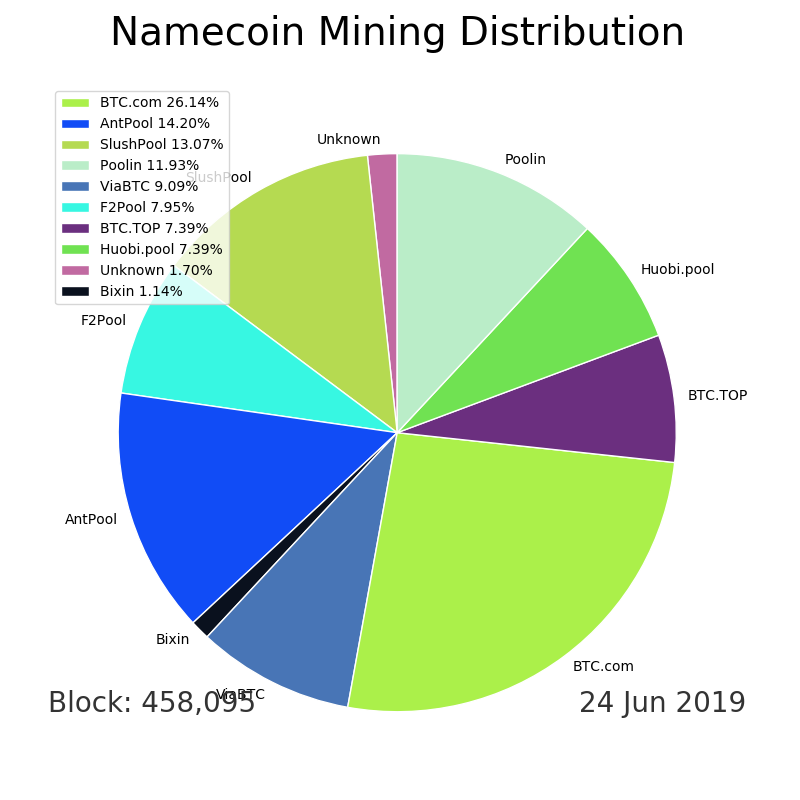 Namecoin Mining Distribution
BTC.com 26.14%
AntPool 14.20%
SlushPool 13.07%
Poolin 11.93%
ViaBTC 9.09%
F2Pool 7.95%
BTC.TOP 7.39%
Huobi.pool 7.39%
Unknown 1.70%
Bixin 1.14%
Unknown
Poolin
SlushPool
Huobi.pool
F2Pool
BTC.TOP
AntPool
Bixin
BTC.com
ViaBTC
Block: 458,095
24 Jun 2019